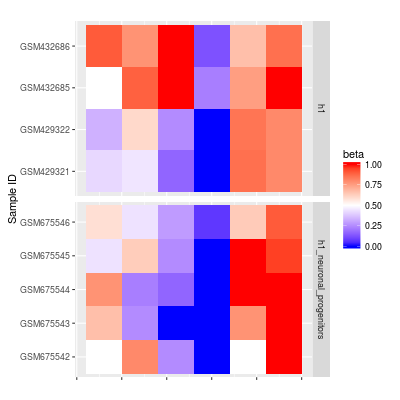 GSM432686
GSM432685
GSM429322
GSM429321
h1
GSM675546
GSM675545
GSM675544
GSM675543
GSM675542
h1_neuronal_progenitors
Sample ID
beta
1.00
0.75
0.50
0.25
0.00